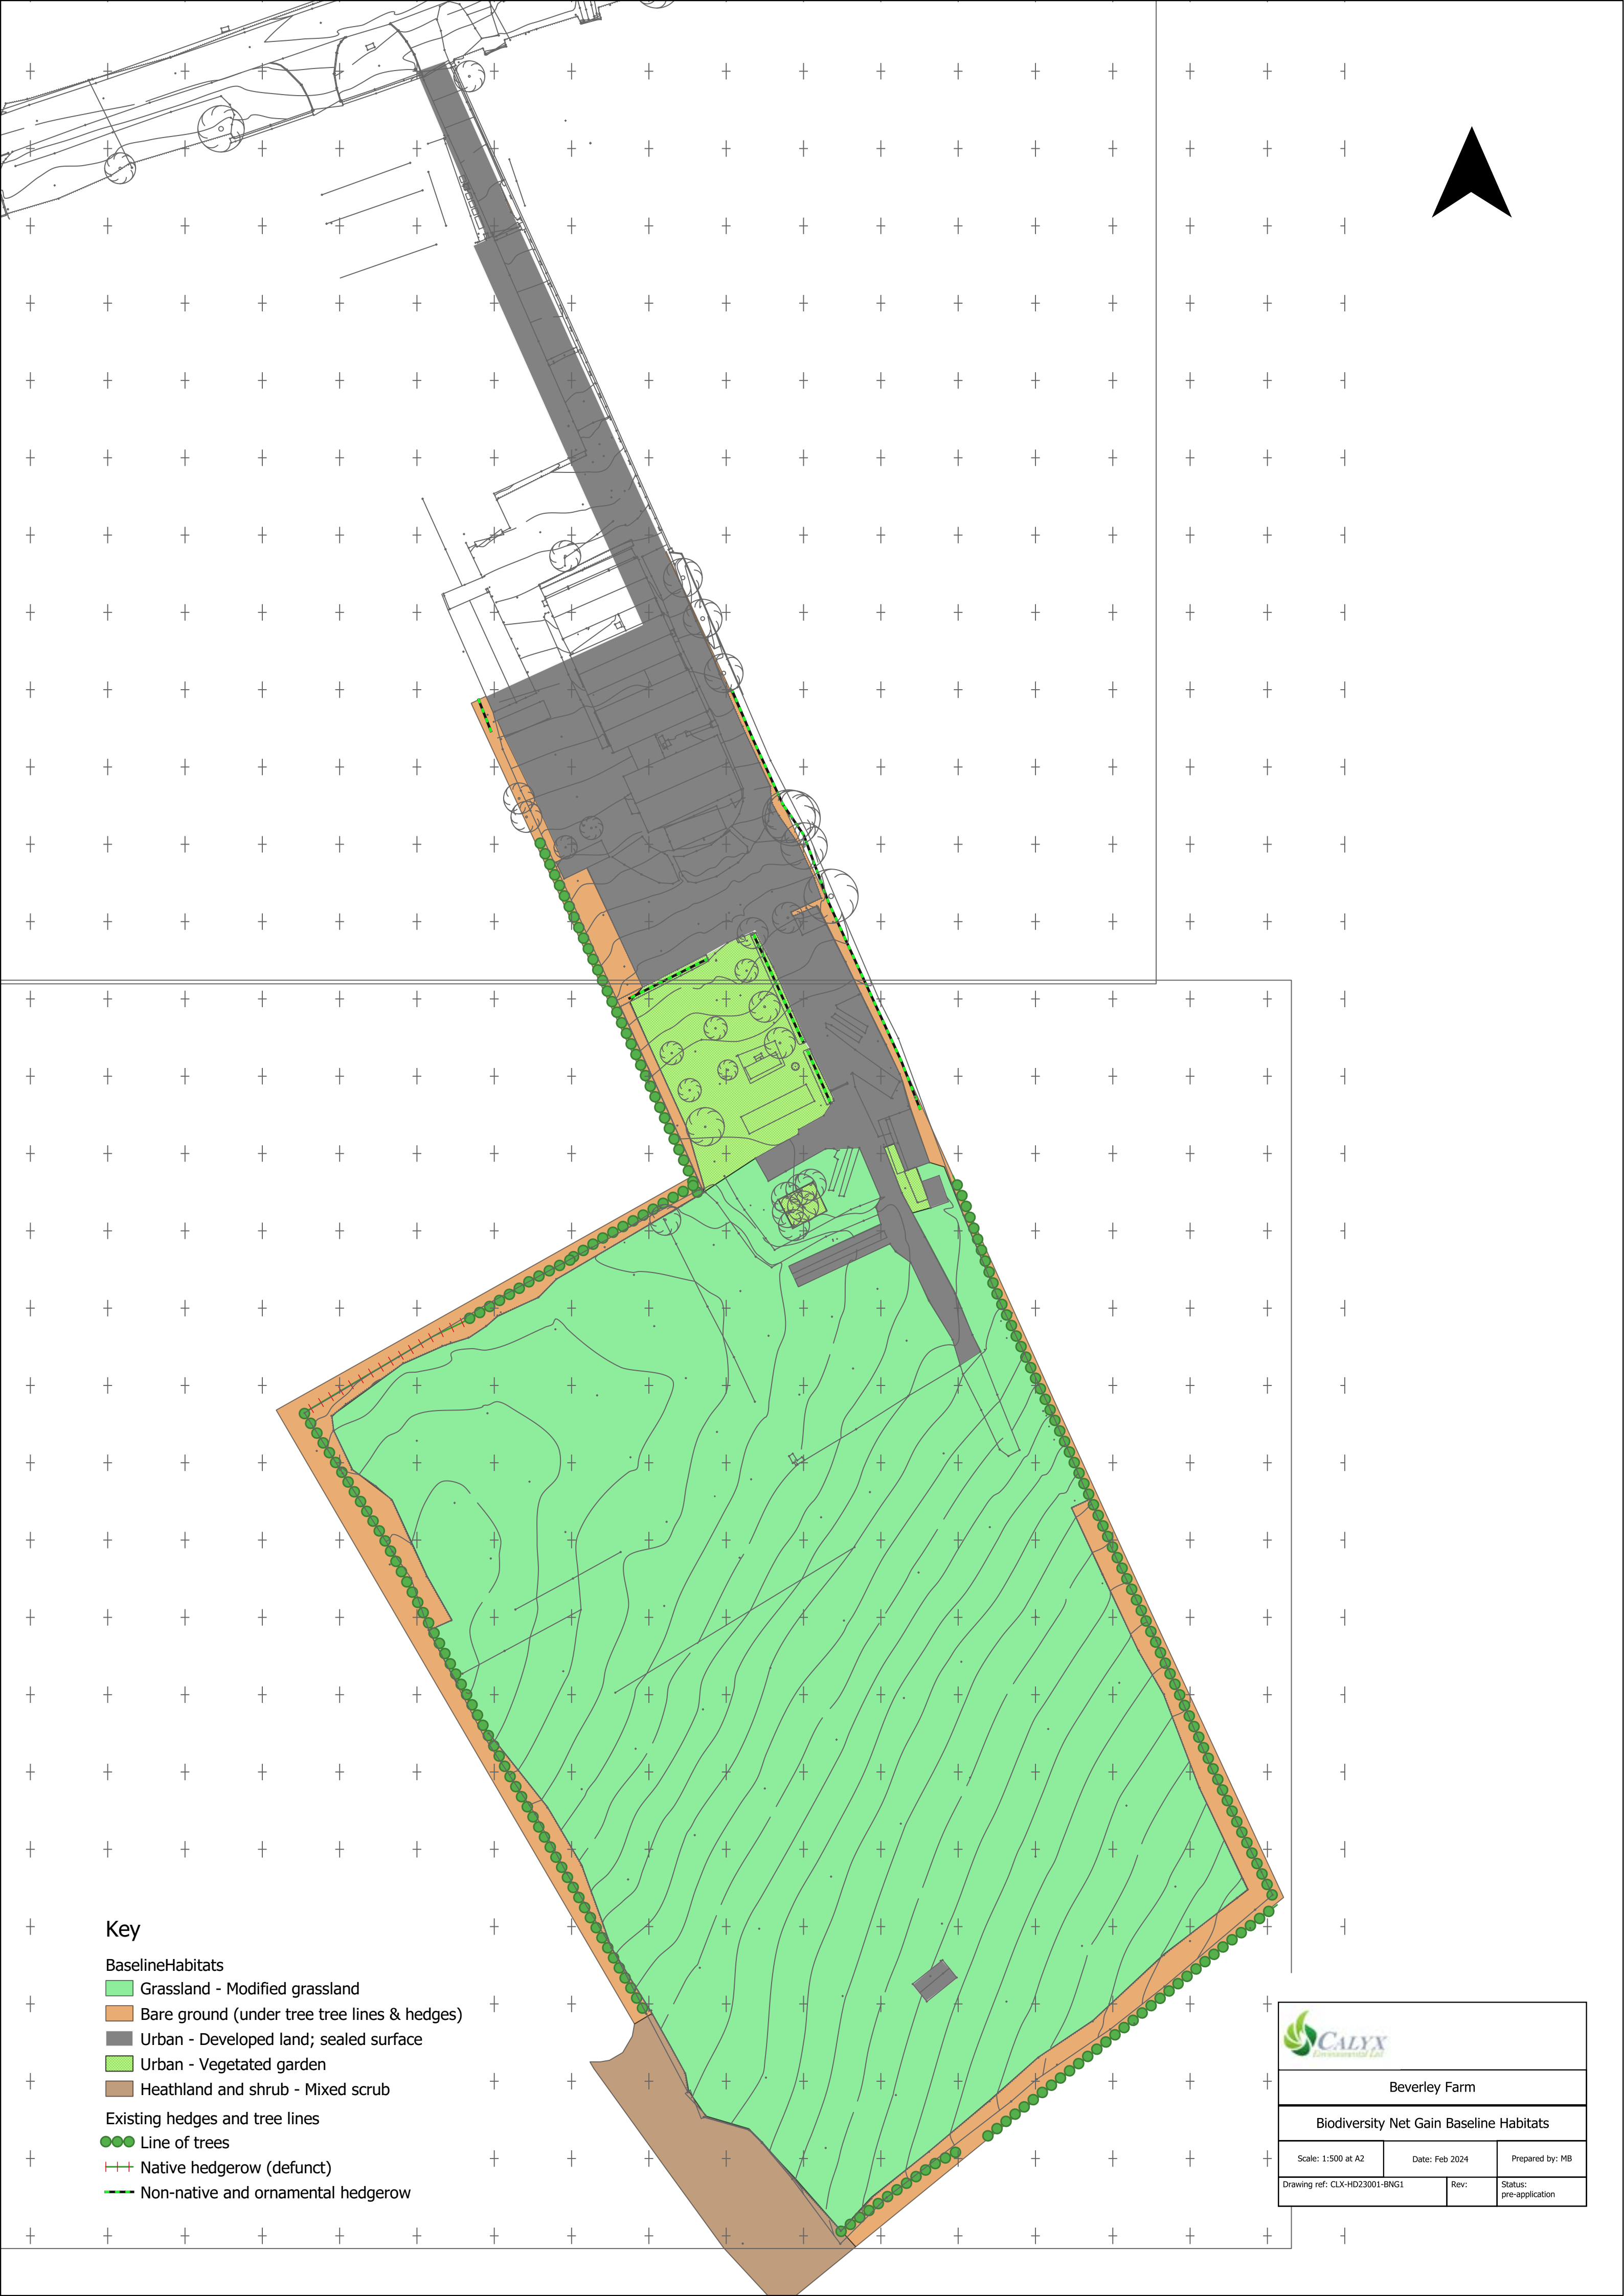 Key
BaselineHabitats
Grassland - Modified grassland
Bare ground (under tree tree lines & hedges)
Urban - Developed land; sealed surface
Urban - Vegetated garden
Heathland and shrub - Mixed scrub
Existing hedges and tree lines
Line of trees
Native hedgerow (defunct)
Non-native and ornamental hedgerow
CALYX
Environmental Ltd
Beverley Farm
Biodiversity Net Gain Baseline Habitats
Scale: 1:500 at A2
Date: Feb 2024
Prepared by: MB
Drawing ref: CLX-HD23001-BNG1
Rev:
Status:
pre-application